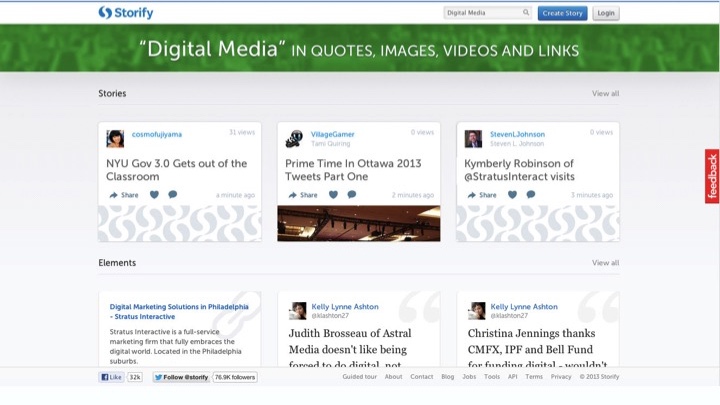 Storify
Digital Media
Create Story
Login
"Digital Media" IN QUOTES, IMAGES, VIDEOS AND LINKS
Stories
View all
cosmofujiyama
31 views
NYU Gov 3.0 Gets out of the
Classroom
Share
a minute ago
VillageGamer
0 views
Tami Quiring
Prime Time In Ottawa 2013
Tweets Part One
Share
2 minutes ago
StevenLJohnson
0 views
Steven L. Johnson
Kymberly Robinson of
@StratusInteract visits
Share
3 minutes ago
feedback
Elements
View all
Digital Marketing Solutions in Philadelphia
- Stratus Interactive
Stratus Interactive is a full-service
marketing firm that fully embraces the
digital world. Located in the Philadelphia
suburbs.
Kelly Lynne Ashton
@klashton27
Judith Brosseau of Astral
Media doesn't like being
forced to do digital, not
Kelly Lynne Ashton
@klashton27
Christina Jennings thanks
CMFX, IPF and Bell Fund
for funding digital - wouldn't
Like
32k
Follow @storify
76.9K followers
Guided tour About Contact Blog Jobs Tools API Terms Privacy © 2013 Storify